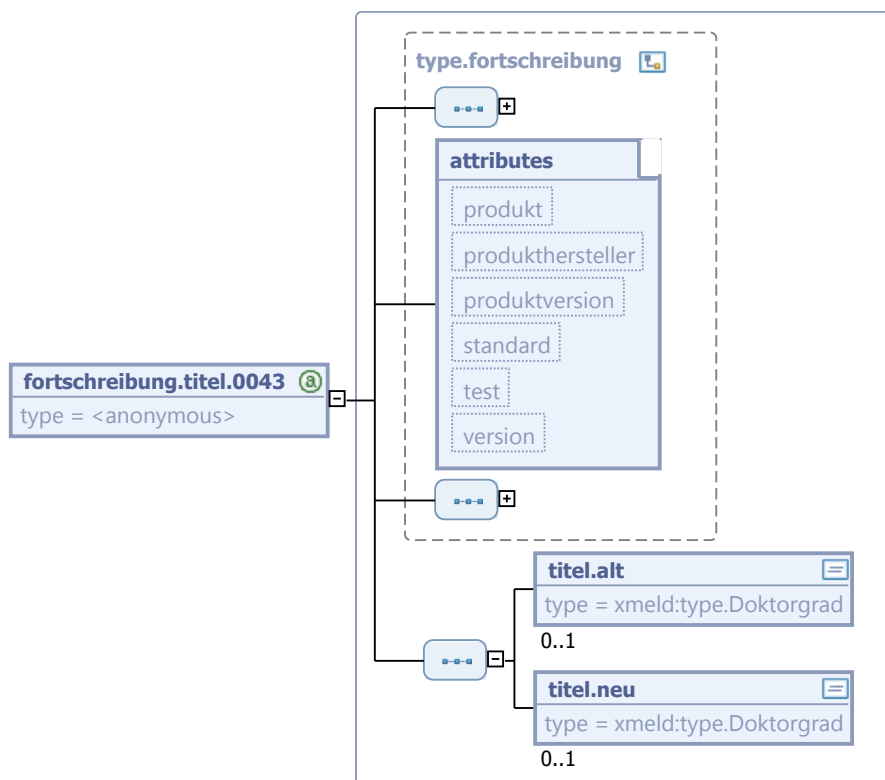 type.fortschreibung
attributes
produkt
produkthersteller
produktversion
standard
test
version
fortschreibung.titel.0043 @
type = <anonymous>
titel.alt
type = xmeld:type.Doktorgrad
0..1
titel.neu
type = xmeld:type.Doktorgrad
0..1